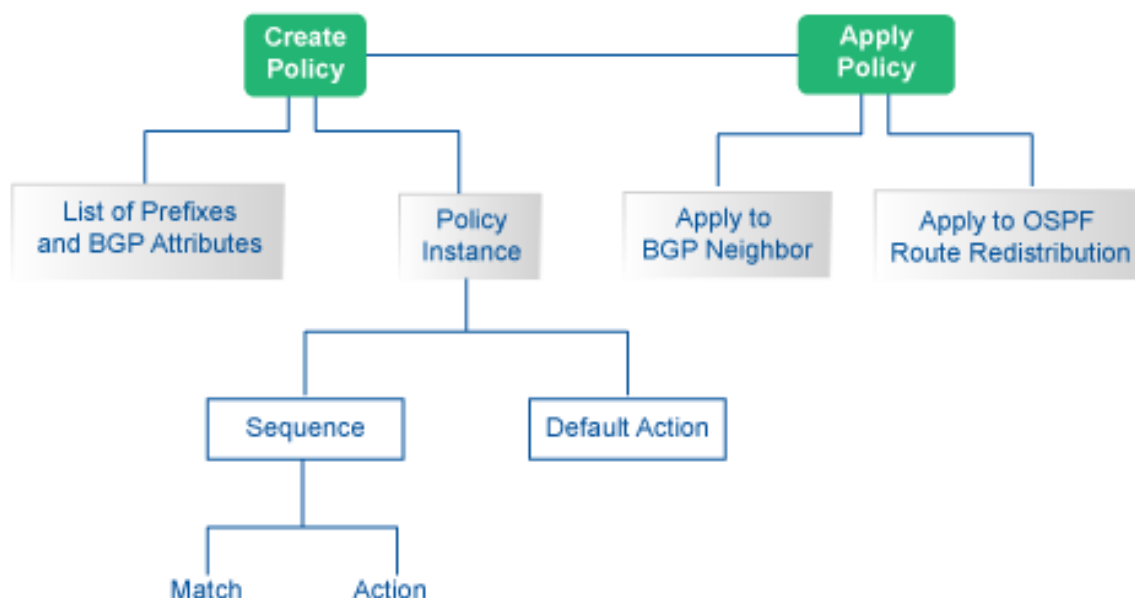 Create
Policy
Apply
Policy
List of Prefixes
and BGP Attributes
Policy
Instance
Apply to
BGP Neighbor
Apply to OSPF
Route Redistribution
Sequence
Default Action
Match
Action